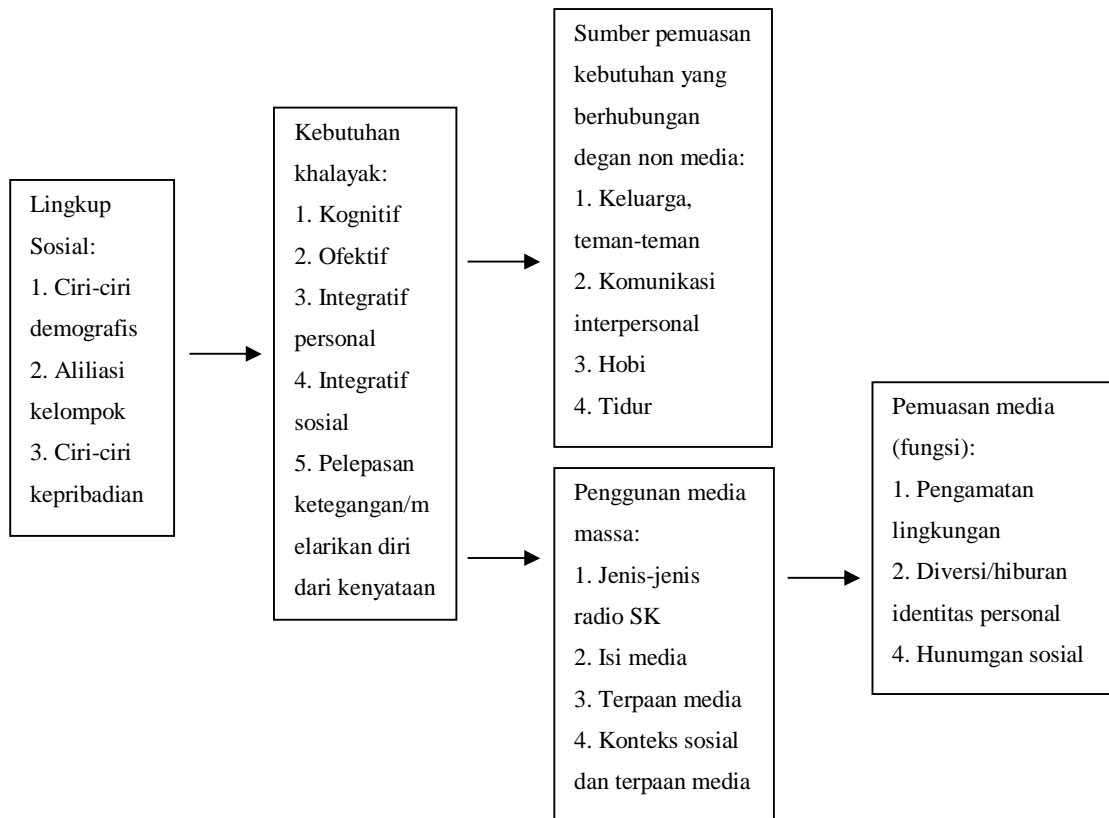 Lingkup
Sosial:
1. Ciri-ciri
demografis
2. Aliliasi
kelompok
3. Ciri-ciri
kepribadian
Kebutuhan
khalayak:
1. Kognitif
2. Ofektif
3. Integratif
personal
4. Integratif
sosial
5. Pelepasan
ketegangan/m
elarikan diri
dari kenyataan
Sumber pemuasan
kebutuhan yang
berhubungan
degan non media:
1. Keluarga,
teman-teman
2. Komunikasi
interpersonal
3. Hobi
4. Tidur
Penggunan media
massa:
1. Jenis-jenis
radio SK
2. Isi media
3. Terpaan media
4. Konteks sosial
dan terpaan media
Pemuasan media
(fungsi):
1. Pengamatan
lingkungan
2. Diversi/hiburan
identitas personal
4. Hunumgan sosial